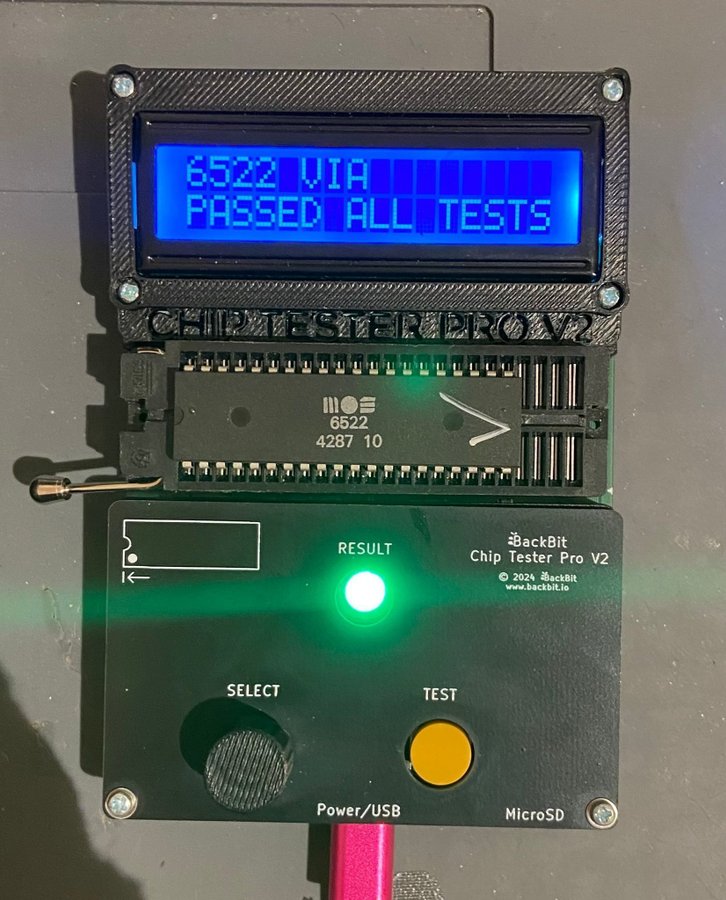 6522 VIA
PASSED ALL TESTS
CHIP TESTER PRO V2
MOS
6522
4287 10
RESULT
BackBit
Chip Tester Pro V2
© 2024 BackBit
www.backbit.io
SELECT
TEST
Power/USB
MicroSD